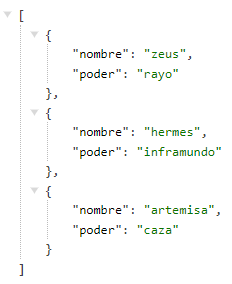 [
{
"nombre": "zeus",
"poder": "rayo"
},
{
"nombre": "hermes",
"poder": "inframundo"
},
{
"nombre": "artemisa",
"poder": "caza"
}
]